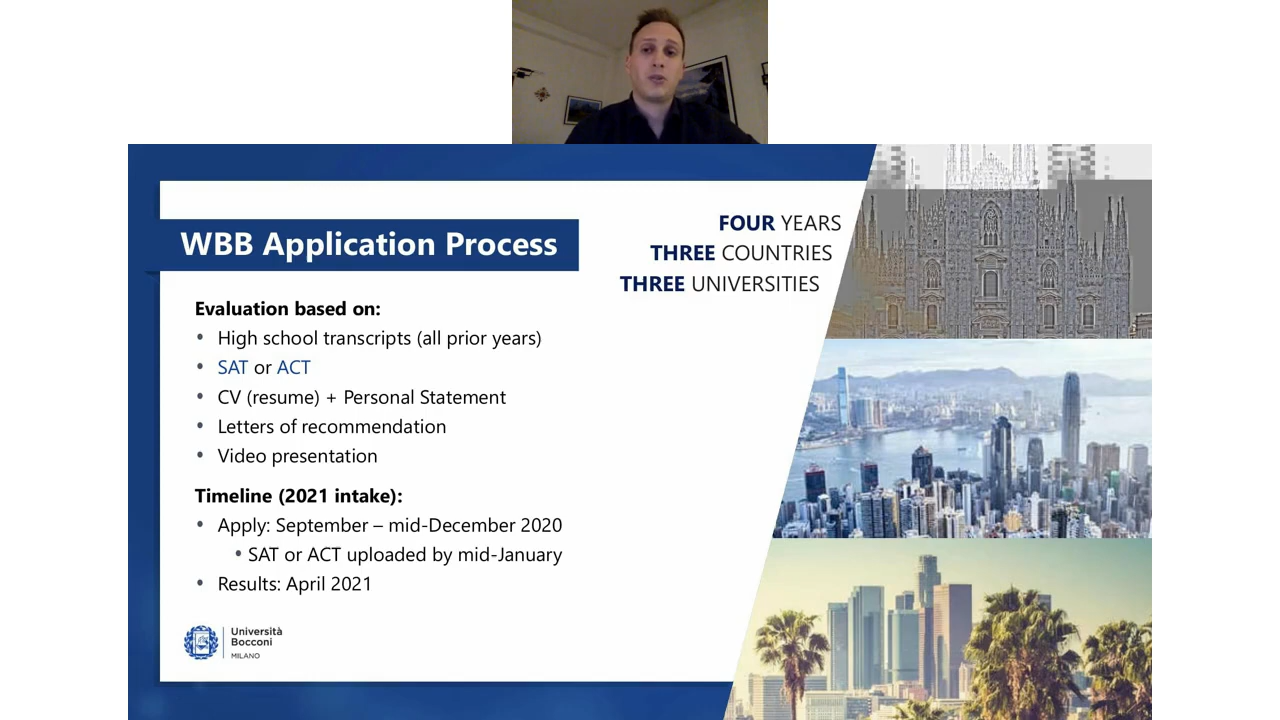 WBB Application Process
FOUR YEARS
THREE COUNTRIES
THREE UNIVERSITIES
Evaluation based on:
• High school transcripts (all prior years)
• SAT or ACT
• CV (resume) + Personal Statement
• Letters of recommendation
• Video presentation
Timeline (2021 intake):
• Apply: September – mid-December 2020
• SAT or ACT uploaded by mid-January
• Results: April 2021
Università
Bocconi
MILANO